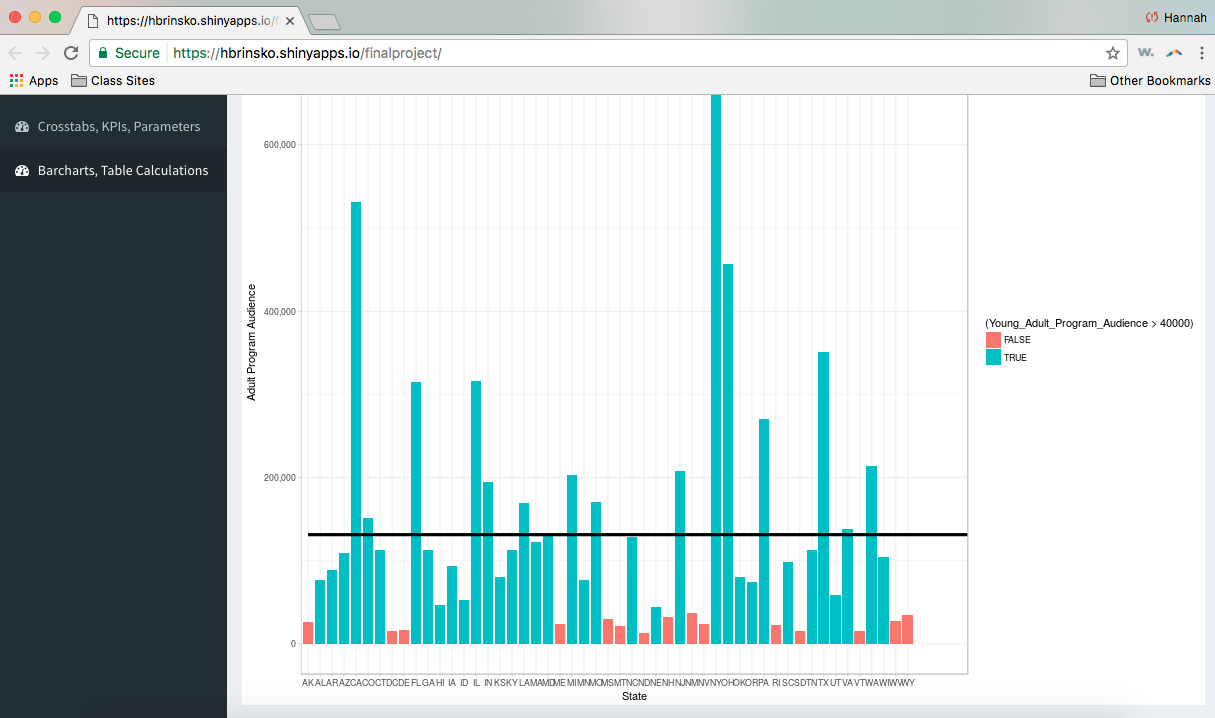 https://hbrinsko.shinyapps.io/fi
Hannah
Secure https://hbrinsko.shinyapps.io/finalproject/
W.
Apps
Class Sites
Other Bookmarks
Crosstabs, KPIs, Parameters
Barcharts, Table Calculations
600,000
400,000
200,000
0
Adult Program Audience
AK AL AR AZ CA CO CT DC DE FL GA HI IA ID IL IN KS KY LA MA MD ME MI MN MO MS MT NC ND NE NH NJ NM NV NY OH OK OR PA RI SC SD TN TX UT VA VT WA WI WV WY
State
(Young_Adult_Program_Audience > 40000)
FALSE
TRUE